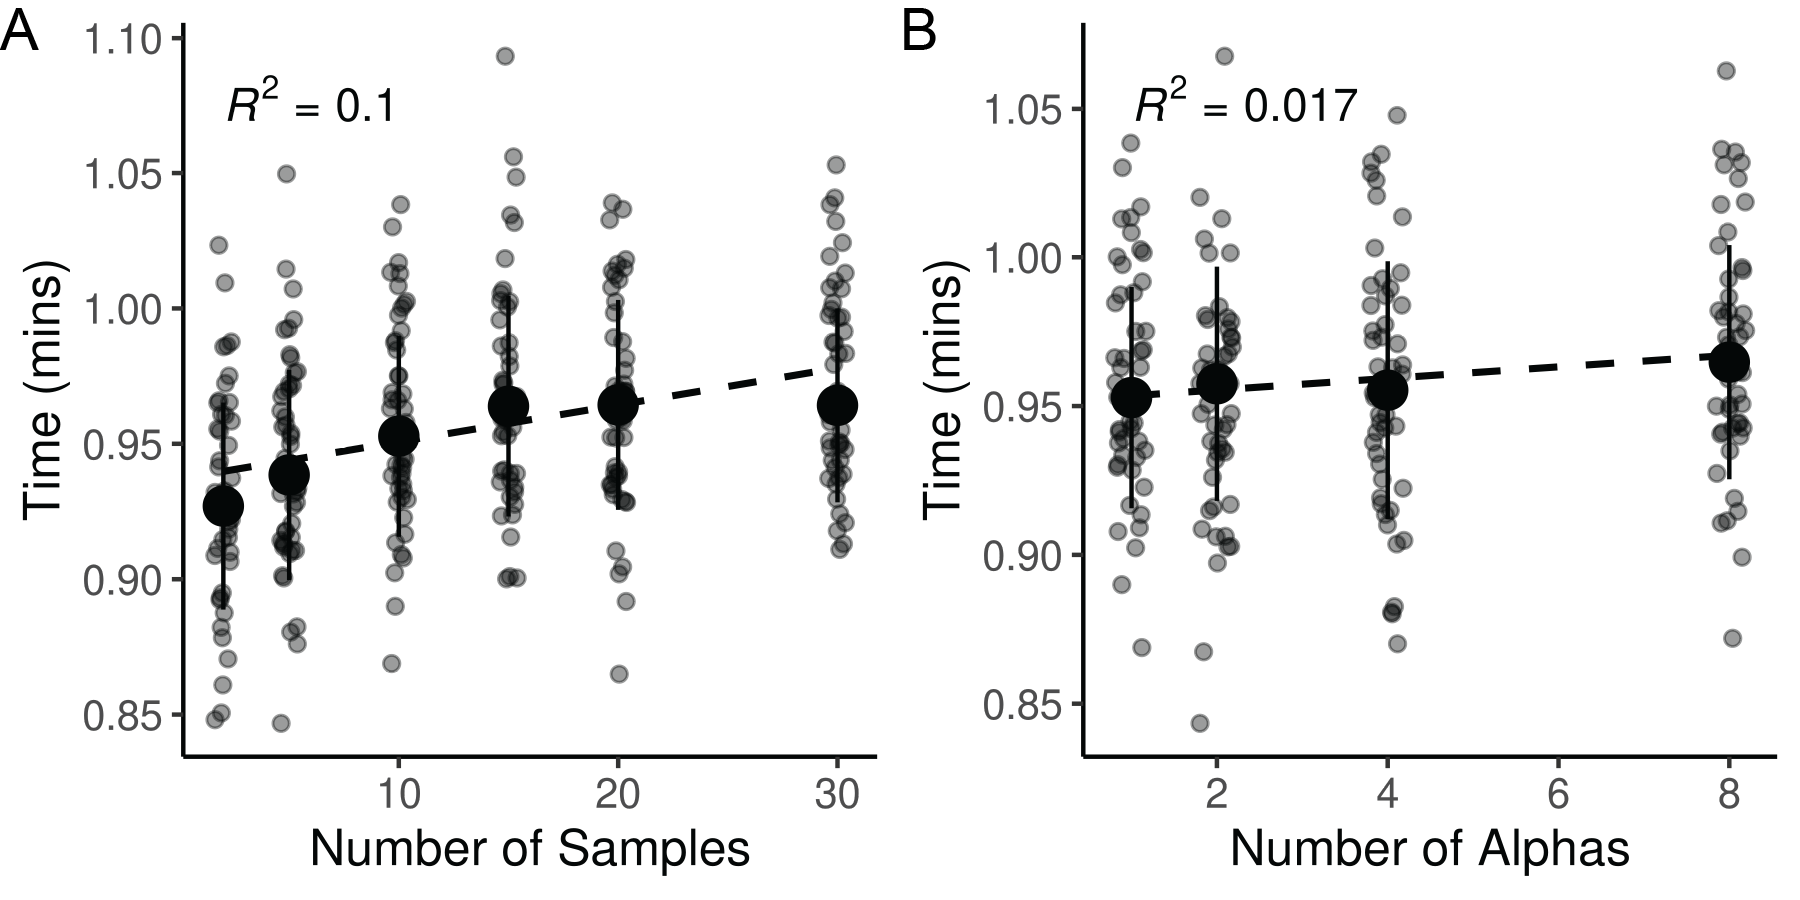 A
R² = 0.1
Time (mins)
1.10
1.05
1.00
0.95
0.90
0.85
10 20 30
Number of Samples
B
R² = 0.017
Time (mins)
1.05
1.00
0.95
0.90
0.85
2 4 6 8
Number of Alphas